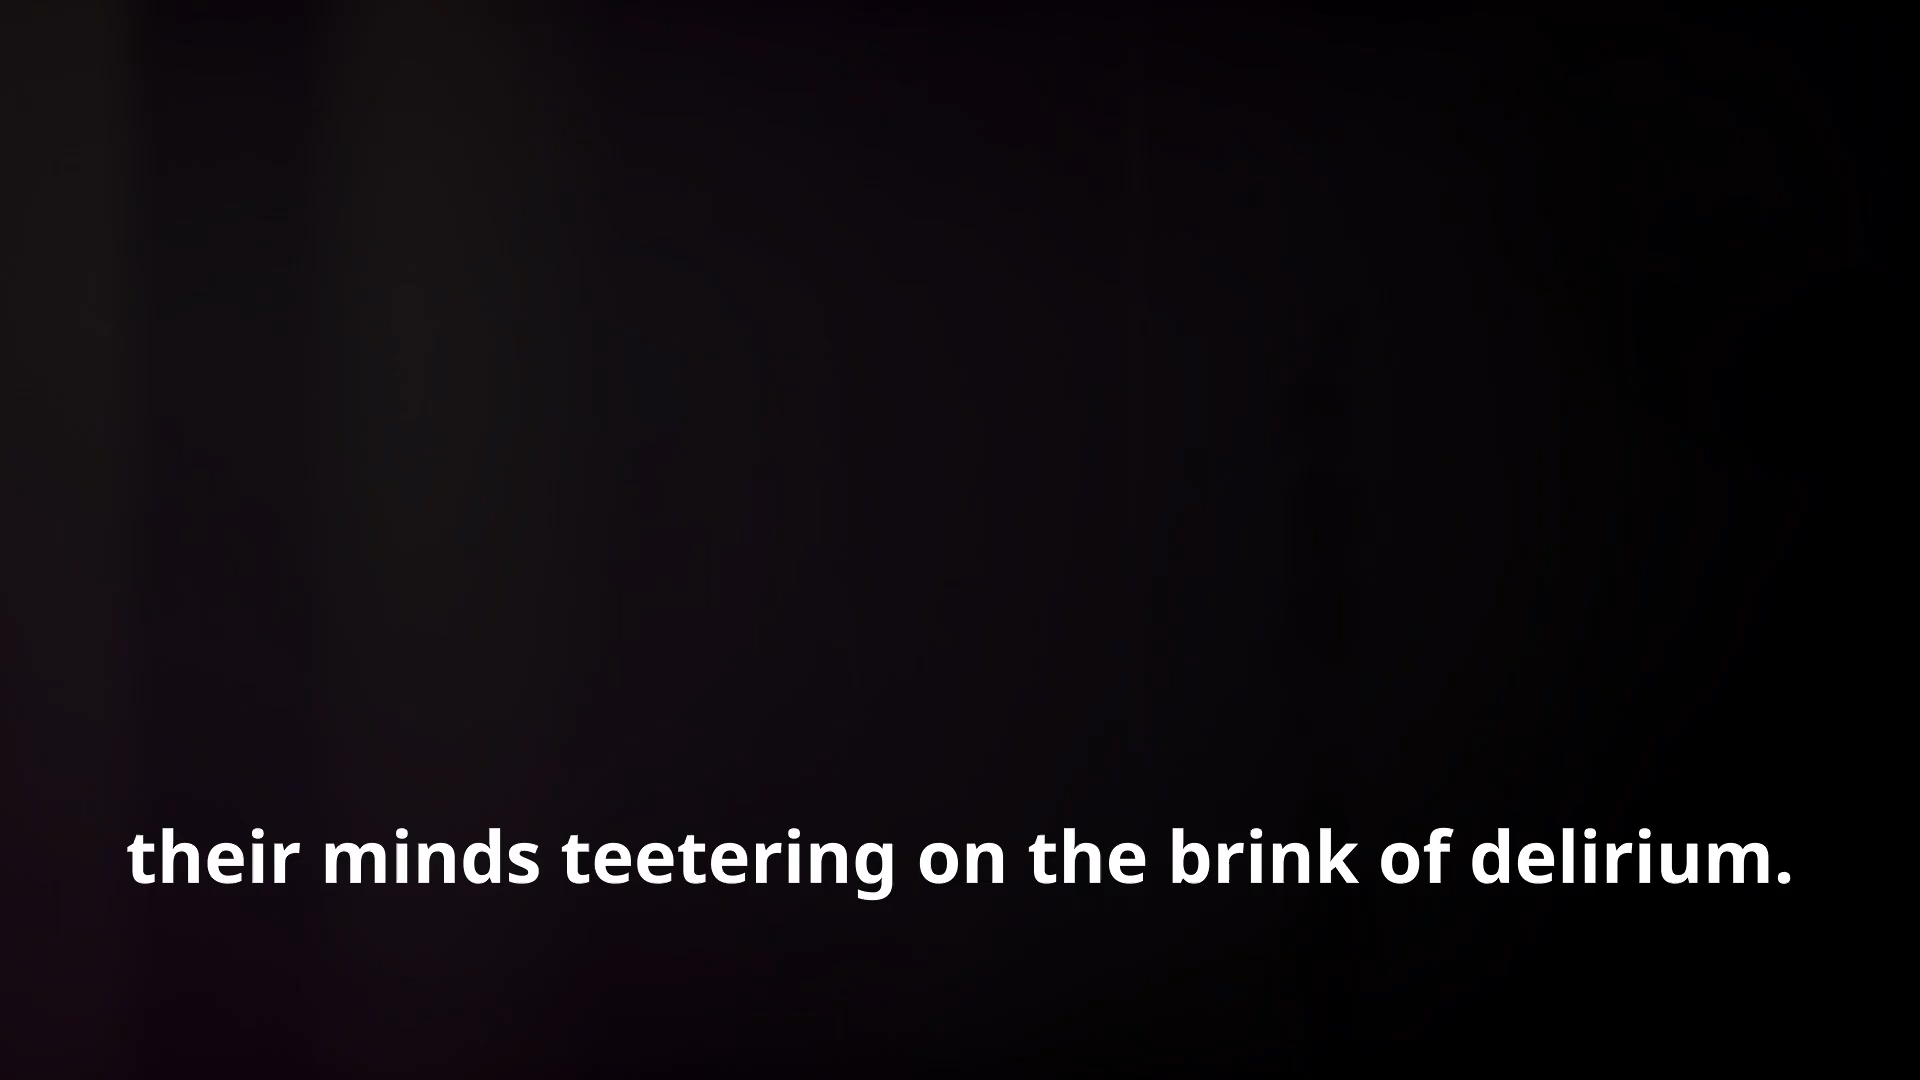 their minds teetering on the brink of delirium.